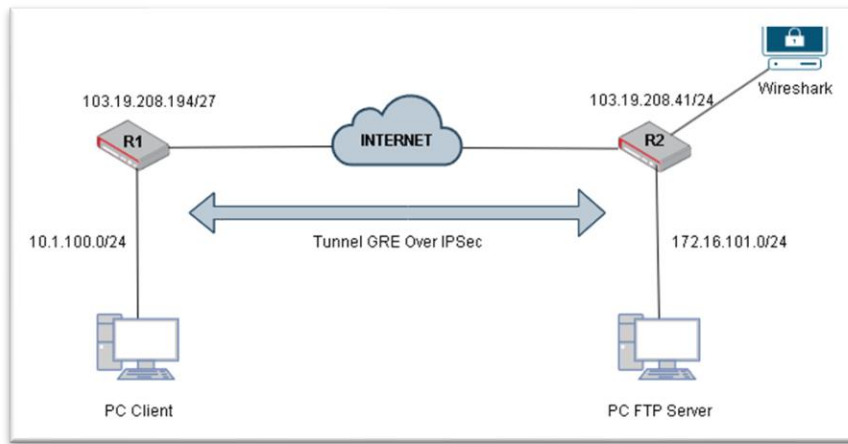 Wireshark
103.19.208.194/27
103.19.208.41/24
R1
INTERNET
R2
10.1.100.0/24
Tunnel GRE Over IPSec
172.16.101.0/24
PC Client
PC FTP Server